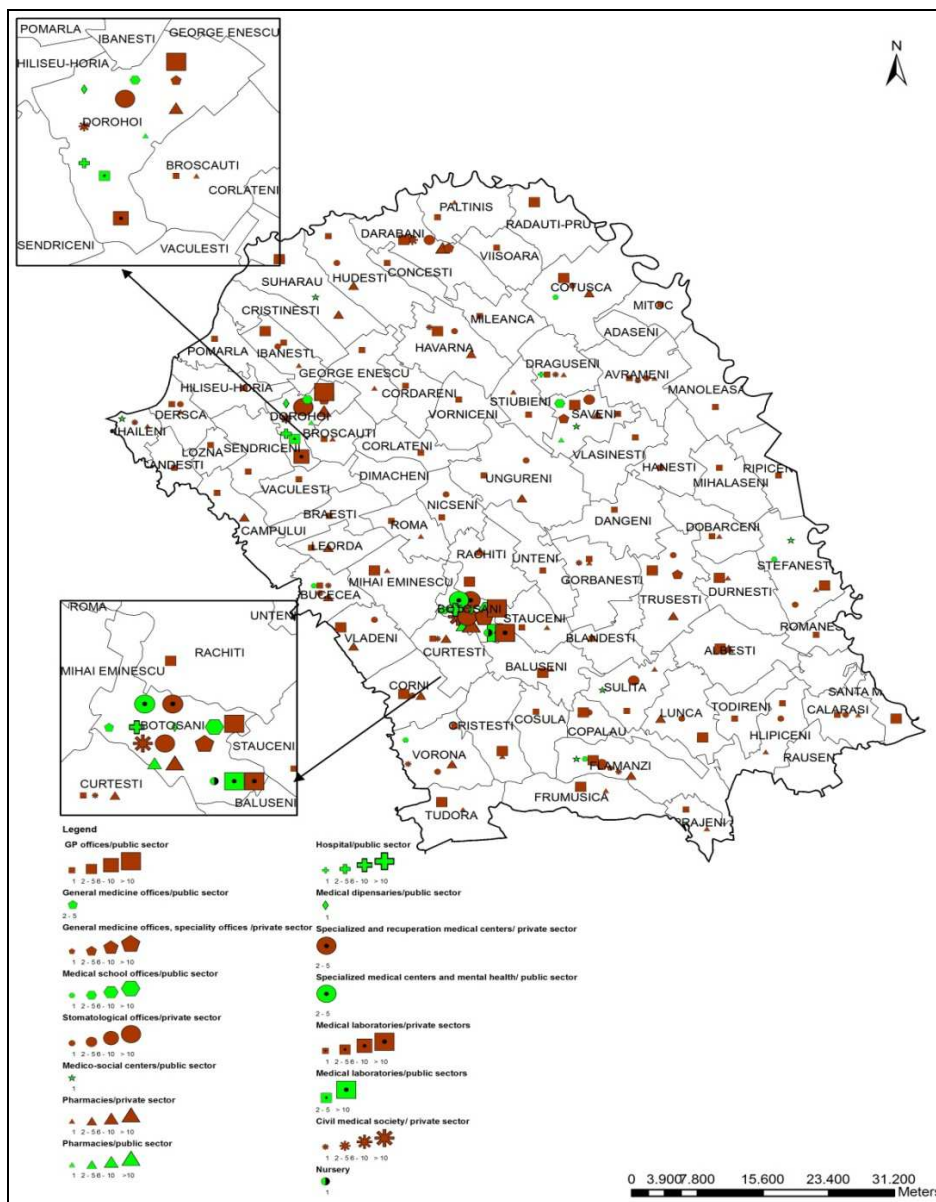 POMARLA
IBANESTI
GEORGE ENESCU
HILISEU-HORIA
DOROHOI
BROSCAUTI
CORLATENI
SENDRICENI
VACULESTI
N
PALTINIS
RADAUTI-PRUT
DARABANI
VIISOARA
CONCESTI
HUDESTI
SUHARAU
COTUSCA
MITOC
CRISTINESTI
MILEANCA
ADASENI
POMARLA
IBANESTI
HAVARNA
GEORGE ENESCU
DRAGUSENI
AVRAMENI
HILISEU-HORIA
CORDARENI
MANOLEASA
DERSCA
DOROHOI
VORNICENI
STIUBIENI
SAVENI
HAILENI
BROSCAUTI
LOZNA
SENDRICENI
CORLATENI
VLASINESTI
CANDESTI
DIMACHENI
UNGURENI
HANESTI
RIPICENI
MIHALASENI
VACULESTI
NICSENI
DANGENI
BRAESTI
ROMA
DOBARCENI
CAMPULUI
LEORDA
RACHITI
UNTENI
STEFANESTI
MIHAI EMINESCU
GORBANESTI
BUCECEA
DURNESTI
TRUSESTI
BOTOSANI
STAUCENI
ROMANESTI
VLADENI
CURTESTI
BLANDESTI
ALBESTI
BALUSENI
CORNI
SULITA
SANTA M
TODIRENI
CALARASI
COSULA
LUNCA
CRISTESTI
COPALAU
HLIPICENI
RAUSEN
VORONA
FLAMANZI
FRUMUSICA
TUDORA
PRAJENI
ROMA
UNTENI
RACHITI
MIHAI EMINESCU
BOTOSANI
STAUCENI
CURTESTI
BALUSENI
Legend
GP offices/public sector
1 2 - 5 6 - 10 > 10
General medicine offices/public sector
2 - 5
General medicine offices, speciality offices /private sector
1 2 - 5 6 - 10 > 10
Medical school offices/public sector
1 2 - 5 6 - 10 > 10
Stomatological offices/private sector
1 2 - 5 6 - 10 > 10
Medico-social centers/public sector
1
Pharmacies/private sector
1 2 - 5 6 - 10 > 10
Pharmacies/public sector
1 2 - 5 6 - 10 >10
Hospital/public sector
1 2 - 5 6 - 10 > 10
Medical dipensaries/public sector
1
Specialized and recuperation medical centers/ private sector
2 - 5
Specialized medical centers and mental health/ public sector
2 - 5
Medical laboratories/private sectors
1 2 - 5 6 - 10 > 10
Medical laboratories/public sectors
2 - 5 > 10
Civil medical society/ private sector
1 2 - 5 6 - 10 > 10
Nursery
1
0 3.900 7.800 15.600 23.400 31.200
Meters